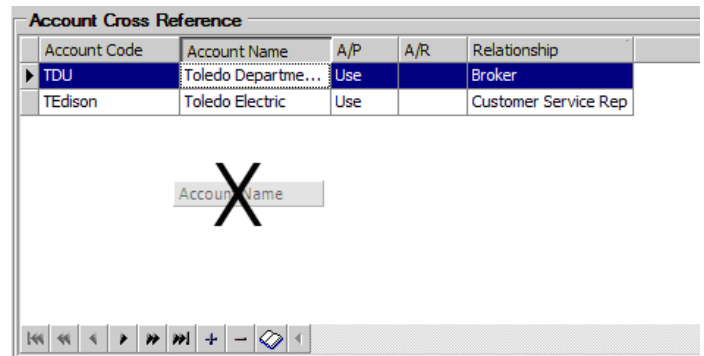 Account Cross Reference
Account Code Account Name A/P A/R Relationship
TDU Toledo Departme... Use Broker
TEdison Toledo Electric Use Customer Service Rep
Account Name
X